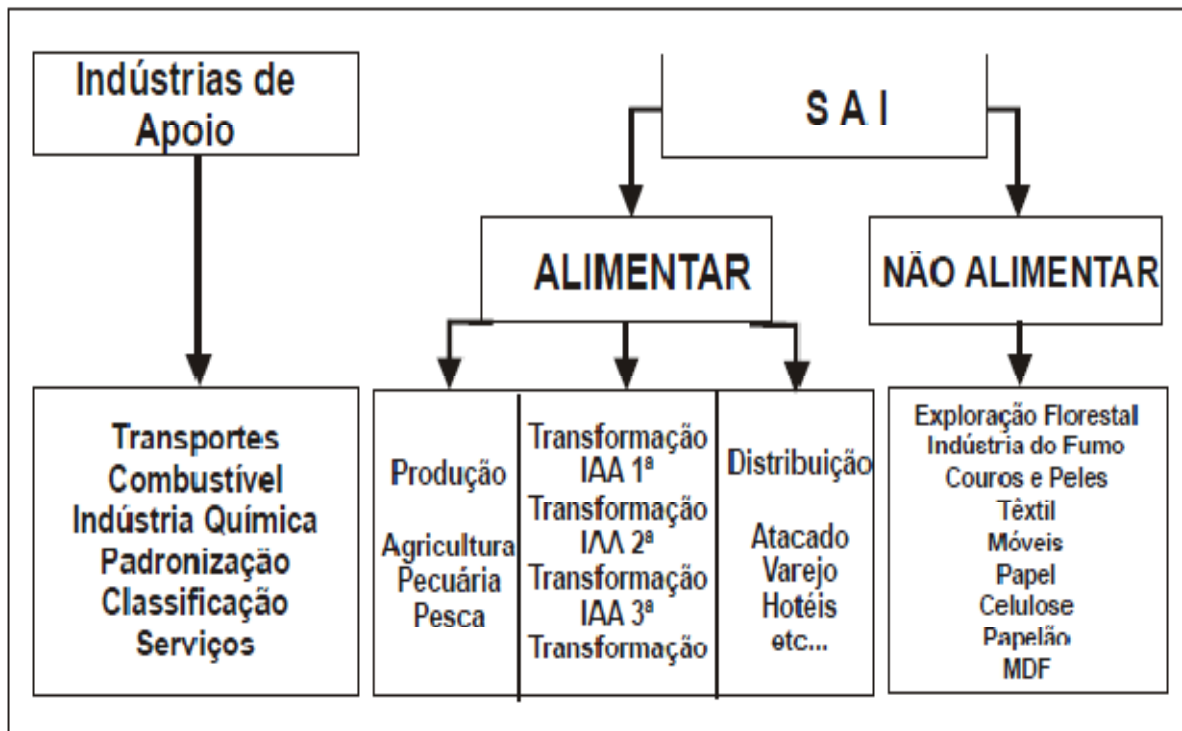 Indústrias de
Apoio
S A I
ALIMENTAR
NÃO ALIMENTAR
Transportes
Combustível
Indústria Química
Padronização
Classificação
Serviços
Produção
Agricultura
Pecuária
Pesca
Transformação
IAA 1ª
Transformação
IAA 2ª
Transformação
IAA 3ª
Transformação
Distribuição
Atacado
Varejo
Hotéis
etc...
Exploração Florestal
Indústria do Fumo
Couros e Peles
Têxtil
Móveis
Papel
Celulose
Papelão
MDF